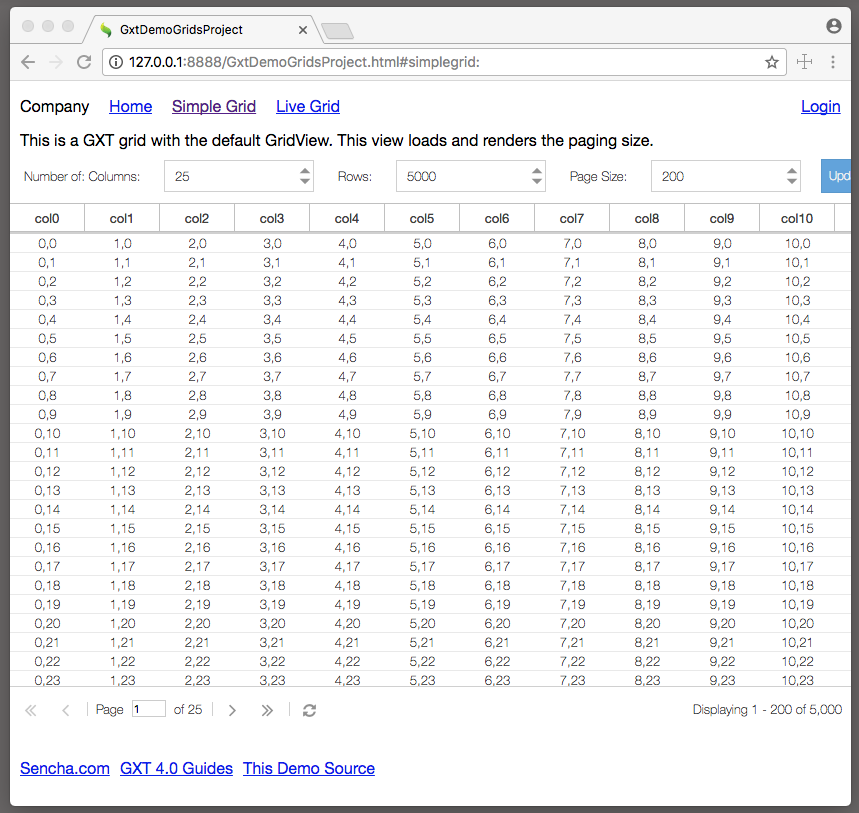 GxtDemoGridsProject
127.0.0.1:8888/GxtDemoGridsProject.html#simplegrid:
Company Home Simple Grid Live Grid Login
This is a GXT grid with the default GridView. This view loads and renders the paging size.
Number of: Columns: 25 Rows: 5000 Page Size: 200 Upd
col0 col1 col2 col3 col4 col5 col6 col7 col8 col9 col10
0,0 1,0 2,0 3,0 4,0 5,0 6,0 7,0 8,0 9,0 10,0
0,1 1,1 2,1 3,1 4,1 5,1 6,1 7,1 8,1 9,1 10,1
0,2 1,2 2,2 3,2 4,2 5,2 6,2 7,2 8,2 9,2 10,2
0,3 1,3 2,3 3,3 4,3 5,3 6,3 7,3 8,3 9,3 10,3
0,4 1,4 2,4 3,4 4,4 5,4 6,4 7,4 8,4 9,4 10,4
0,5 1,5 2,5 3,5 4,5 5,5 6,5 7,5 8,5 9,5 10,5
0,6 1,6 2,6 3,6 4,6 5,6 6,6 7,6 8,6 9,6 10,6
0,7 1,7 2,7 3,7 4,7 5,7 6,7 7,7 8,7 9,7 10,7
0,8 1,8 2,8 3,8 4,8 5,8 6,8 7,8 8,8 9,8 10,8
0,9 1,9 2,9 3,9 4,9 5,9 6,9 7,9 8,9 9,9 10,9
0,10 1,10 2,10 3,10 4,10 5,10 6,10 7,10 8,10 9,10 10,10
0,11 1,11 2,11 3,11 4,11 5,11 6,11 7,11 8,11 9,11 10,11
0,12 1,12 2,12 3,12 4,12 5,12 6,12 7,12 8,12 9,12 10,12
0,13 1,13 2,13 3,13 4,13 5,13 6,13 7,13 8,13 9,13 10,13
0,14 1,14 2,14 3,14 4,14 5,14 6,14 7,14 8,14 9,14 10,14
0,15 1,15 2,15 3,15 4,15 5,15 6,15 7,15 8,15 9,15 10,15
0,16 1,16 2,16 3,16 4,16 5,16 6,16 7,16 8,16 9,16 10,16
0,17 1,17 2,17 3,17 4,17 5,17 6,17 7,17 8,17 9,17 10,17
0,18 1,18 2,18 3,18 4,18 5,18 6,18 7,18 8,18 9,18 10,18
0,19 1,19 2,19 3,19 4,19 5,19 6,19 7,19 8,19 9,19 10,19
0,20 1,20 2,20 3,20 4,20 5,20 6,20 7,20 8,20 9,20 10,20
0,21 1,21 2,21 3,21 4,21 5,21 6,21 7,21 8,21 9,21 10,21
0,22 1,22 2,22 3,22 4,22 5,22 6,22 7,22 8,22 9,22 10,22
0,23 1,23 2,23 3,23 4,23 5,23 6,23 7,23 8,23 9,23 10,23
Page 1 of 25 Displaying 1 - 200 of 5,000
Sencha.com GXT 4.0 Guides This Demo Source